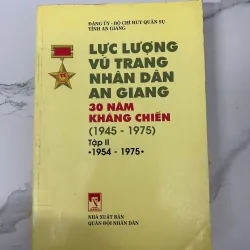 ĐẢNG ỦY - BỘ CHỈ HUY QUÂN SỰ
TỈNH AN GIANG
LỰC LƯỢNG
VŨ TRANG
NHÂN DÂN
AN GIANG
30 NĂM
KHÁNG CHIẾN
(1945 - 1975)
Tập II
•1954 - 1975•
NHÀ XUẤT BẢN
QUÂN ĐỘI NHÂN DÂN